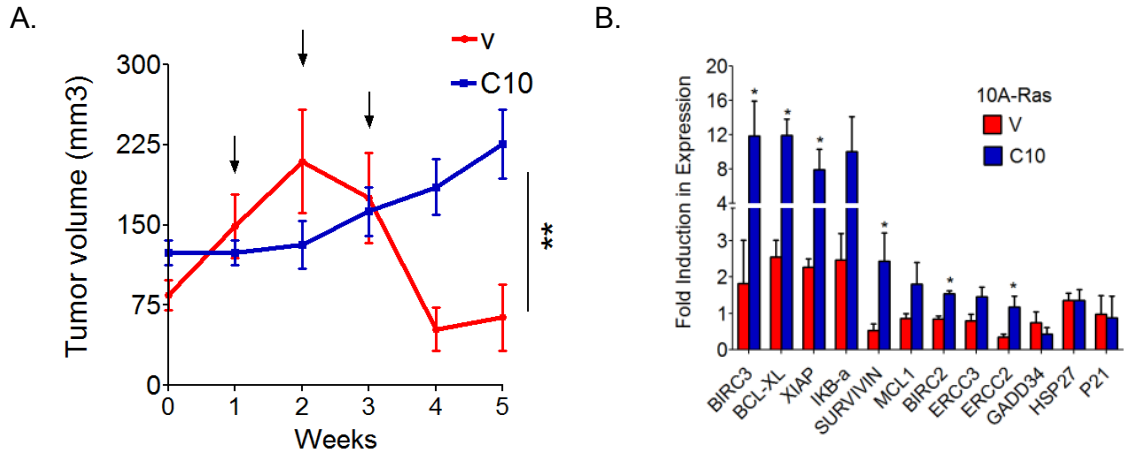 A.
V
C10
Tumor volume (mm3)
300
225
150
75
0
**
0 1 2 3 4 5
Weeks
B.
Fold Induction in Expression
20
16
12
8
4
3
2
1
0
* * * * * *
10A-Ras
V
C10
BIRC3
BCL-XL
XIAP
IKB-a
SURVIVIN
MCL1
BIRC2
ERCC3
ERCC2
GADD34
HSP27
P21